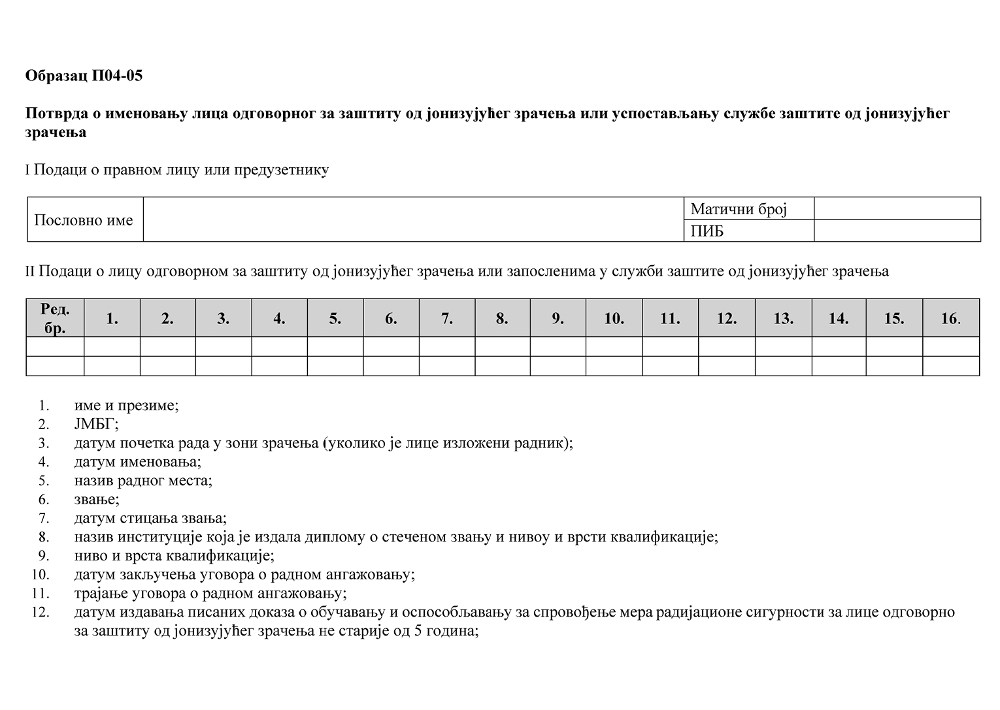 Образац П04-05
Потврда о именовању лица одговорног за заштиту од јонизујућег зрачења или успостављању службе заштите од јонизујућег
зрачења
I Подаци о правном лицу или предузетнику
Пословно име
Матични број
ПИБ
II Подаци о лицу одговорном за заштиту од јонизујућег зрачења или запосленима у служби заштите од јонизујућег зрачења
Ред. бр. 1. 2. 3. 4. 5. 6. 7. 8. 9. 10. 11. 12. 13. 14. 15. 16.
1. име и презиме;
2. ЈМБГ;
3. датум почетка рада у зони зрачења (уколико је лице изложени радник);
4. датум именовања;
5. назив радног места;
6. звање;
7. датум стицања звања;
8. назив институције која је издала диплому о стеченом звању и нивоу и врсти квалификације;
9. ниво и врста квалификације;
10. датум закључења уговора о радном ангажовању;
11. трајање уговора о радном ангажовању;
12. датум издавања писаних доказа о обучавању и оспособљавању за спровођење мера радијационе сигурности за лице одговорно
за заштиту од јонизујућег зрачења не старије од 5 година;